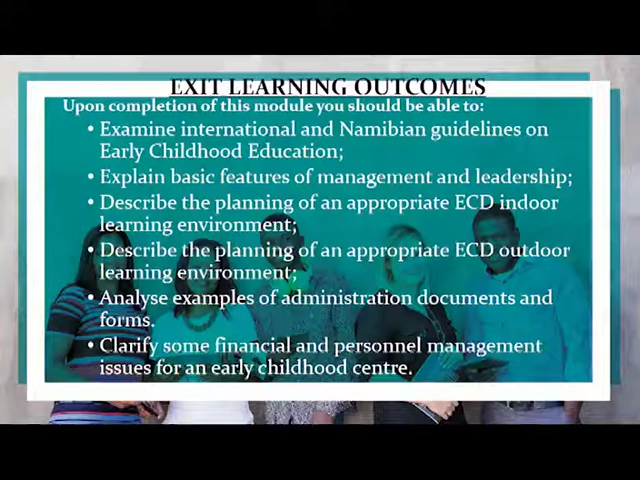 EXIT LEARNING OUTCOMES
Upon completion of this module you should be able to:
• Examine international and Namibian guidelines on
Early Childhood Education;
• Explain basic features of management and leadership;
• Describe the planning of an appropriate ECD indoor
learning environment;
• Describe the planning of an appropriate ECD outdoor
learning environment;
• Analyse examples of administration documents and
forms.
• Clarify some financial and personnel management
issues for an early childhood centre.